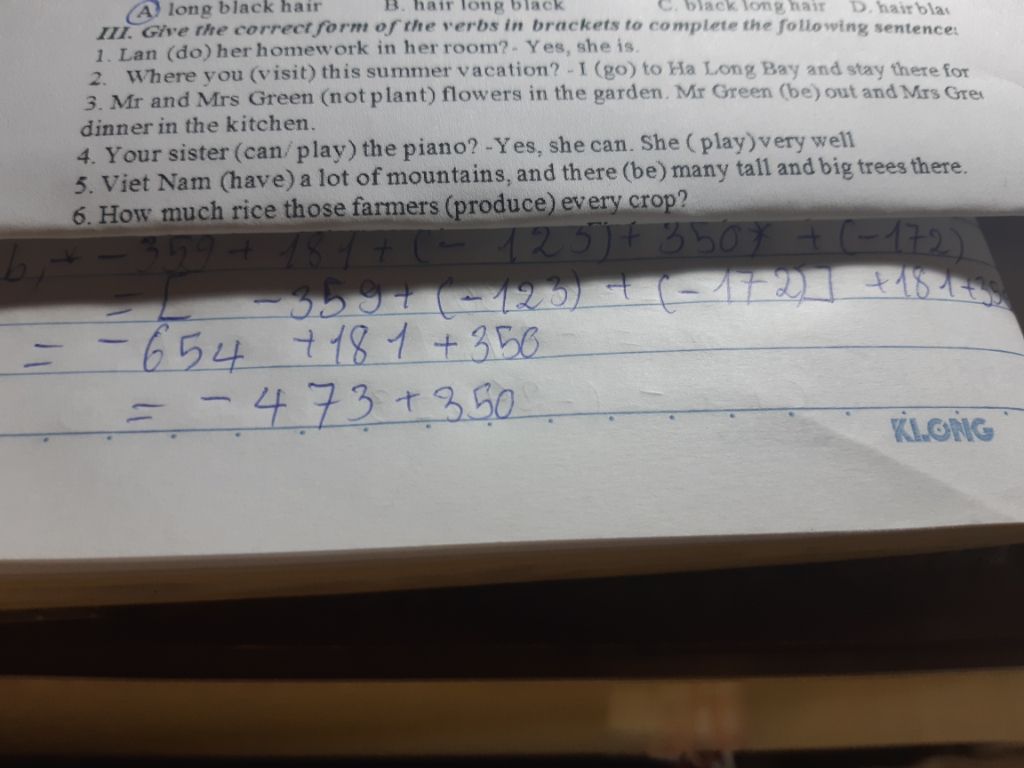 A long black hair B. hair long black C. black long hair D. hair
III. Give the correct form of the verbs in brackets to complete the following
1. Lan (do) her homework in her room? - Yes, she is.
2. Where you (visit) this summer vacation? - I (go) to Ha Long Bay and stay there for
3. Mr and Mrs Green (not plant) flowers in the garden. Mr Green (be) out and Mrs
dinner in the kitchen.
4. Your sister (can/ play) the piano? -Yes, she can. She ( play) very well
5. Viet Nam (have) a lot of mountains, and there (be) many tall and big trees there.
6. How much rice those farmers (produce) every crop?
b, * - 359 + 181 + (- 123) + 350* + (-172)
= [ -359 + (-123) + (-172)] +181+
= -654 +181 +350
= -473 + 350
KLONG